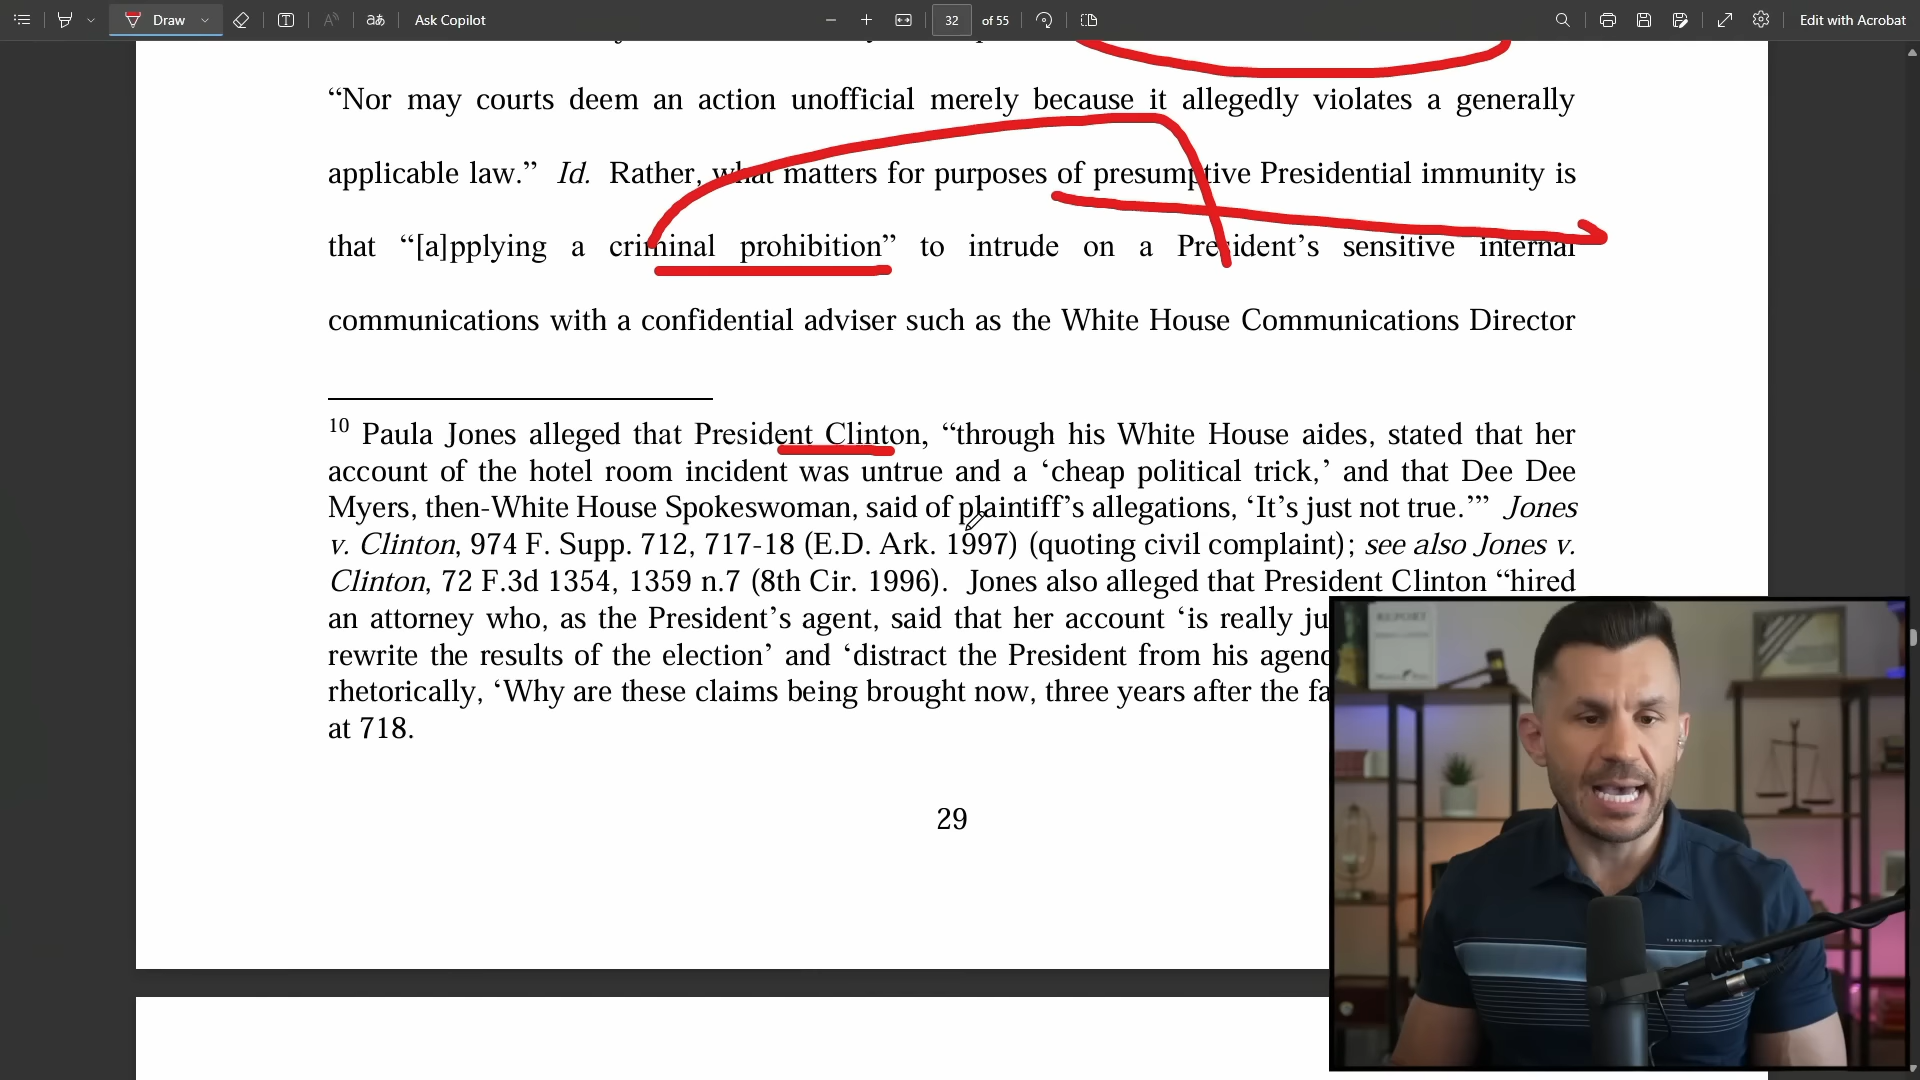 Draw
Ask Copilot
32 of 55
Edit with Acrobat
“Nor may courts deem an action unofficial merely because it allegedly violates a generally
applicable law.” Id. Rather, what matters for purposes of presumptive Presidential immunity is
that “[a]pplying a criminal prohibition” to intrude on a President’s sensitive internal
communications with a confidential adviser such as the White House Communications Director
10 Paula Jones alleged that President Clinton, “through his White House aides, stated that her
account of the hotel room incident was untrue and a ‘cheap political trick,’ and that Dee Dee
Myers, then-White House Spokeswoman, said of plaintiff’s allegations, ‘It’s just not true.’” Jones
v. Clinton, 974 F. Supp. 712, 717-18 (E.D. Ark. 1997) (quoting civil complaint); see also Jones v.
Clinton, 72 F.3d 1354, 1359 n.7 (8th Cir. 1996). Jones also alleged that President Clinton “hired
an attorney who, as the President’s agent, said that her account ‘is really
rewrite the results of the election’ and ‘distract the President from his
rhetorically, ‘Why are these claims being brought now, three years after the
at 718.
29
REPORT
TRAVISMATHEW